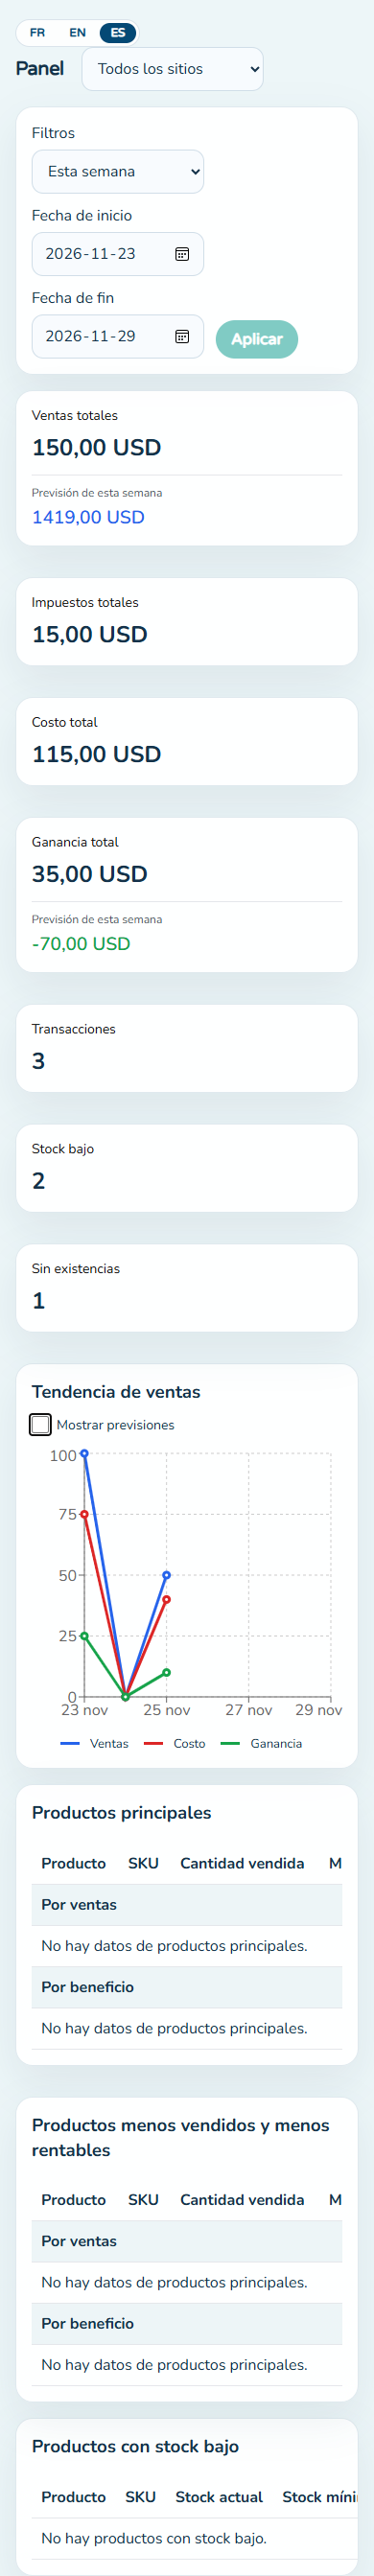 FR EN ES
Panel Todos los sitios
Filtros
Esta semana
Fecha de inicio
2026-11-23
Fecha de fin
2026-11-29 Aplicar
Ventas totales
150,00 USD
Previsión de esta semana
1419,00 USD
Impuestos totales
15,00 USD
Costo total
115,00 USD
Ganancia total
35,00 USD
Previsión de esta semana
-70,00 USD
Transacciones
3
Stock bajo
2
Sin existencias
1
Tendencia de ventas
Mostrar previsiones
100
75
50
25
0
23 nov 25 nov 27 nov 29 nov
Ventas Costo Ganancia
Productos principales
Producto SKU Cantidad vendida M
Por ventas
No hay datos de productos principales.
Por beneficio
No hay datos de productos principales.
Productos menos vendidos y menos
rentables
Producto SKU Cantidad vendida M
Por ventas
No hay datos de productos principales.
Por beneficio
No hay datos de productos principales.
Productos con stock bajo
Producto SKU Stock actual Stock míni
No hay productos con stock bajo.